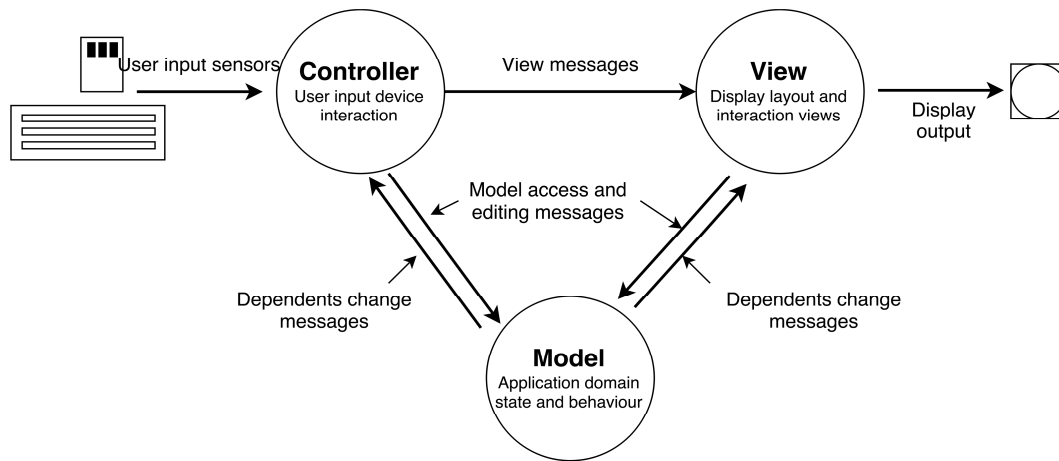 User input sensors
Controller
User input device
interaction
View messages
View
Display layout and
interaction views
Display
output
Model access and
editing messages
Dependents change
messages
Dependents change
messages
Model
Application domain
state and behaviour